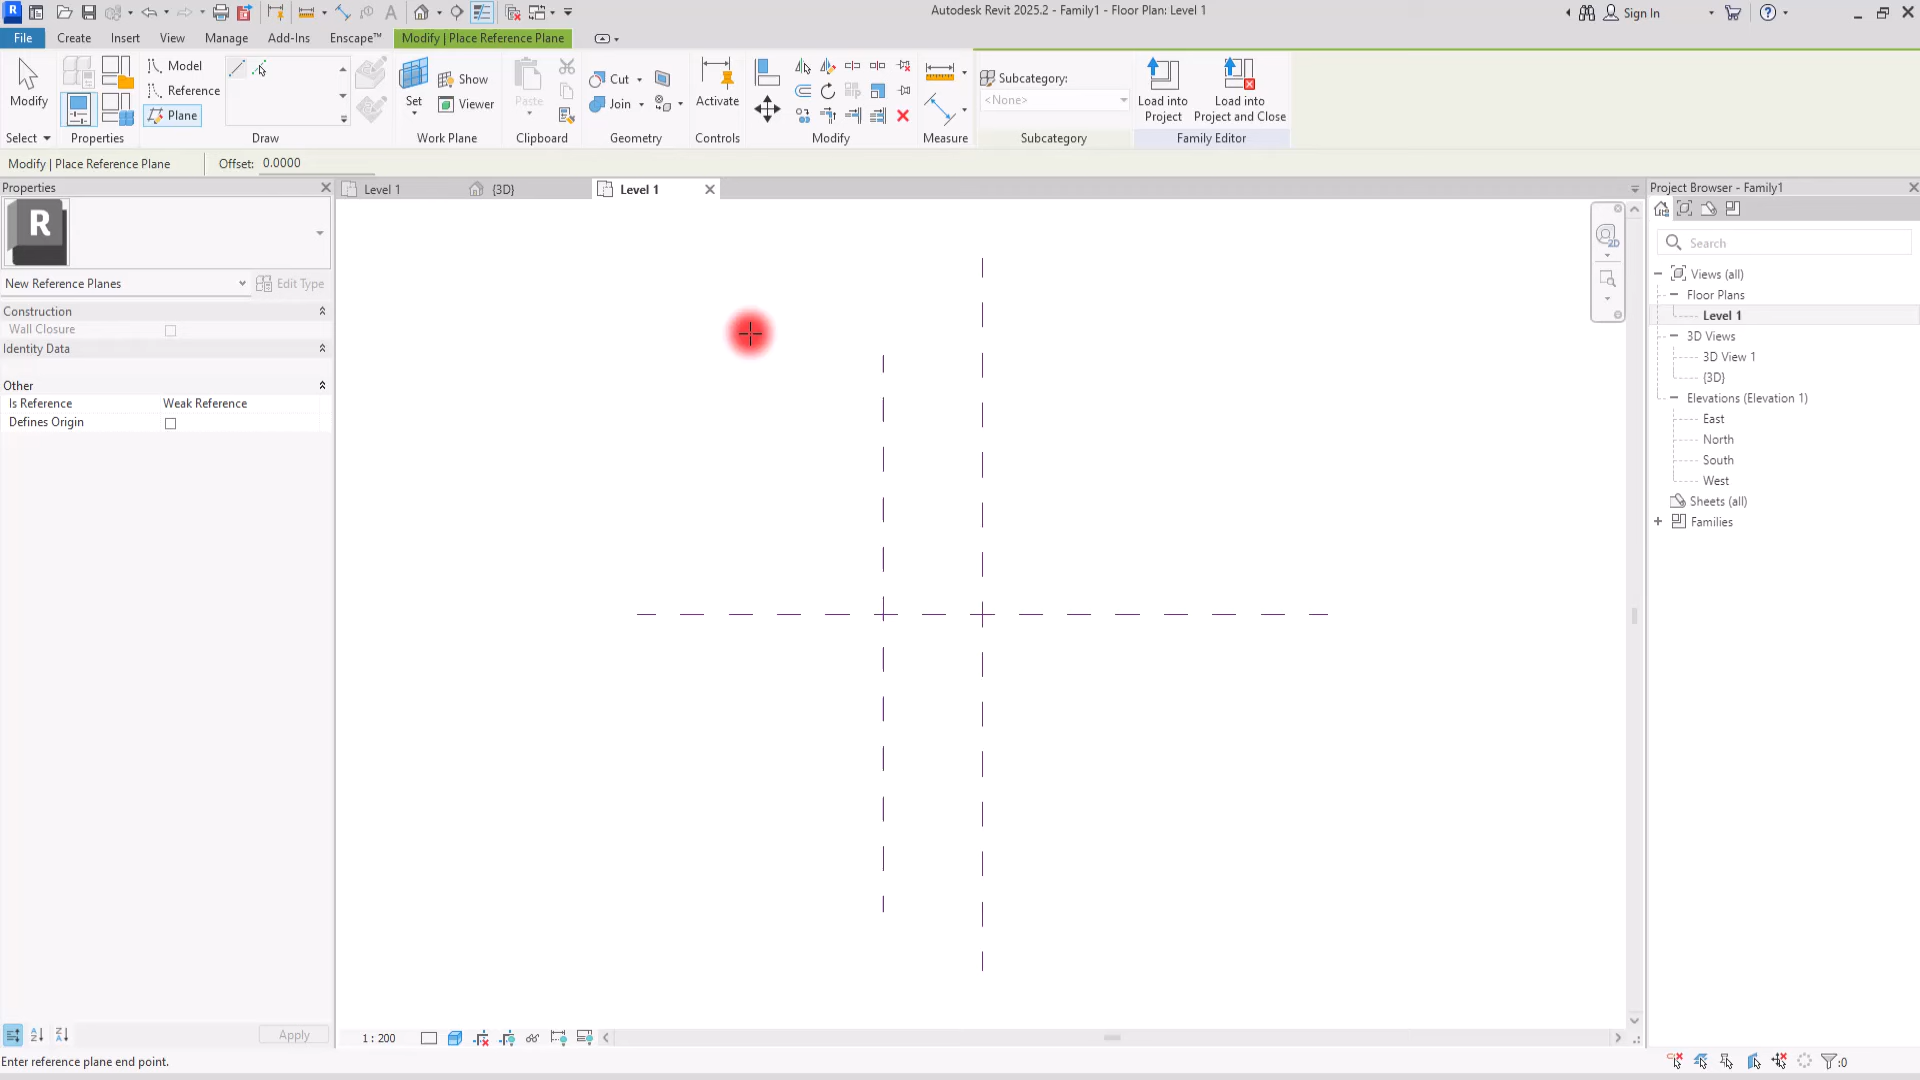 Autodesk Revit 2025.2 - Family1 - Floor Plan: Level 1
Sign In
File
Create
Insert
View
Manage
Add-Ins
Enscape™
Modify | Place Reference Plane
Modify
Model
Reference
Plane
Set
Show
Viewer
Paste
Cut
Join
Activate
Subcategory:
<None>
Load into
Project
Load into
Project and Close
Select
Properties
Draw
Work Plane
Clipboard
Geometry
Controls
Modify
Measure
Subcategory
Family Editor
Modify | Place Reference Plane
Offset: 0.0000
Properties
Level 1
{3D}
Level 1
Project Browser - Family1
R
New Reference Planes
Edit Type
Construction
Wall Closure
Identity Data
Other
Is Reference Weak Reference
Defines Origin
2D
Search
Views (all)
Floor Plans
Level 1
3D Views
3D View 1
{3D}
Elevations (Elevation 1)
East
North
South
West
Sheets (all)
Families
Apply
1 : 200
Enter reference plane end point.
:0